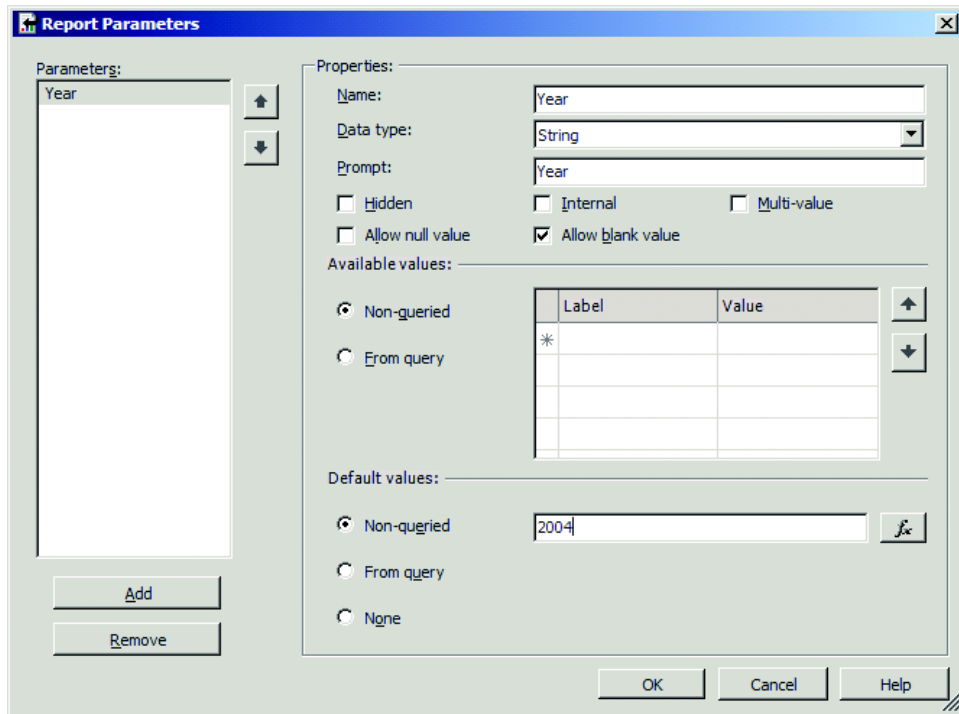 Report Parameters
Parameters:
Year
Add
Remove
Properties:
Name:
Year
Data type:
String
Prompt:
Year
Hidden
Internal
Multi-value
Allow null value
Allow blank value
Available values:
Non-queried
From query
Label
Value
Default values:
Non-queried
2004
fx
From query
None
OK
Cancel
Help